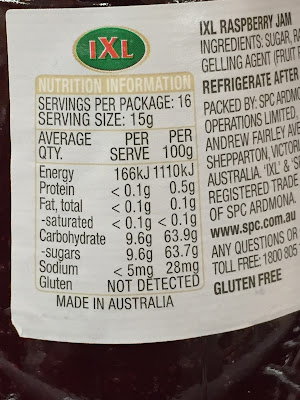 IXL
NUTRITION INFORMATION
SERVINGS PER PACKAGE: 16
SERVING SIZE: 15g
AVERAGE PER PER
QTY. SERVE 100g
Energy 166kJ 1110kJ
Protein < 0.1g 0.5g
Fat, total < 0.1g 0.1g
-saturated < 0.1g < 0.1g
Carbohydrate 9.6g 63.9g
-sugars 9.6g 63.7g
Sodium < 5mg 28mg
Gluten NOT DETECTED
MADE IN AUSTRALIA
IXL RASPBERRY JAM
INGREDIENTS: SUGAR,
GELLING AGENT (FRUIT
REFRIGERATE AFTER
PACKED BY: SPC ARDMO
OPERATIONS LIMITED,
ANDREW FAIRLEY AVE
SHEPPARTON, VICTORI
AUSTRALIA. 'IXL' & 'S
REGISTERED TRADE
OF SPC ARDMONA.
www.spc.com.au
ANY QUESTIONS OR
TOLL FREE: 1800 805
GLUTEN FREE